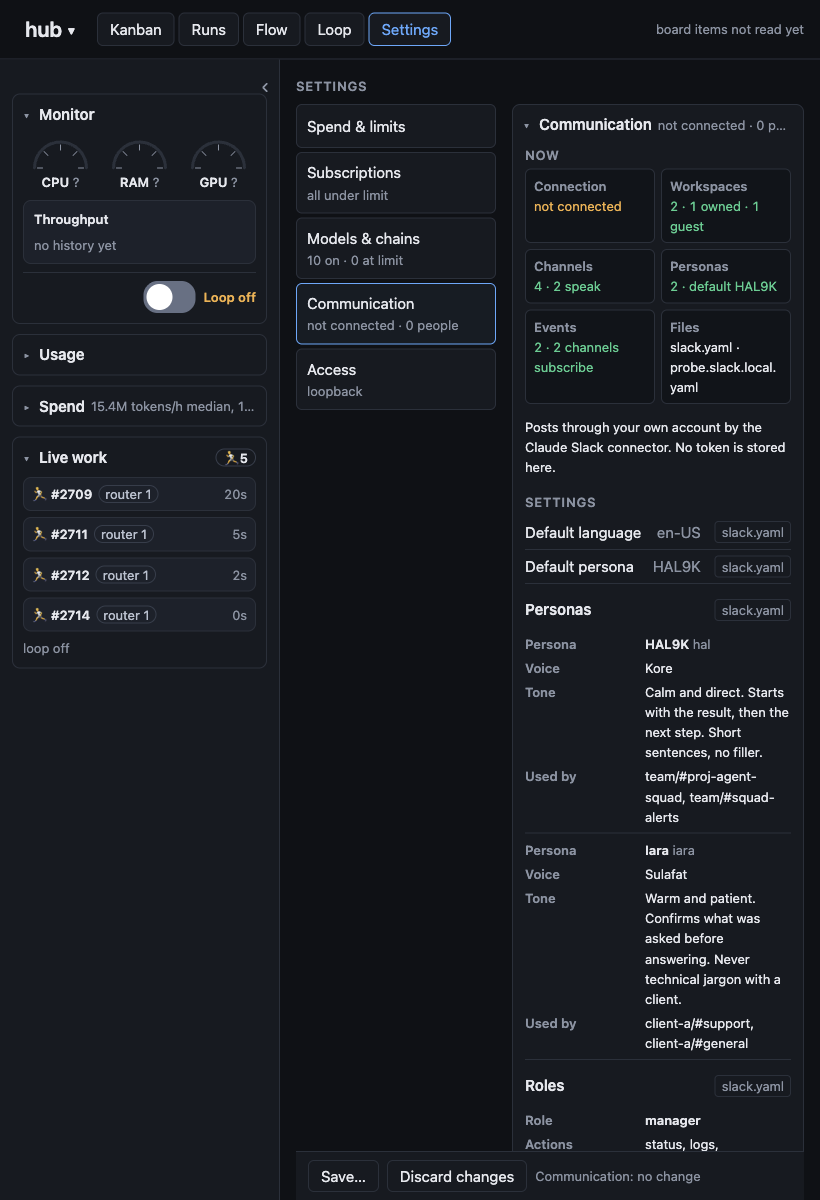 hub ▾
Kanban
Runs
Flow
Loop
Settings
board items not read yet
Monitor
CPU ?
RAM ?
GPU ?
Throughput
no history yet
Loop off
Usage
Spend 15.4M tokens/h median, 1...
Live work
5
#2709 router 1 20s
#2711 router 1 5s
#2712 router 1 2s
#2714 router 1 0s
loop off
SETTINGS
Spend & limits
Subscriptions
all under limit
Models & chains
10 on · 0 at limit
Communication
not connected · 0 people
Access
loopback
Communication not connected · 0 p...
NOW
Connection
not connected
Workspaces
2 · 1 owned · 1
guest
Channels
4 · 2 speak
Personas
2 · default HAL9K
Events
2 · 2 channels
subscribe
Files
slack.yaml ·
probe.slack.local.
yaml
Posts through your own account by the
Claude Slack connector. No token is stored
here.
SETTINGS
Default language en-US slack.yaml
Default persona HAL9K slack.yaml
Personas slack.yaml
Persona HAL9K hal
Voice Kore
Tone Calm and direct. Starts
with the result, then the
next step. Short
sentences, no filler.
Used by team/#proj-agent-
squad, team/#squad-
alerts
Persona Iara iara
Voice Sulafat
Tone Warm and patient.
Confirms what was
asked before
answering. Never
technical jargon with a
client.
Used by client-a/#support,
client-a/#general
Roles slack.yaml
Role manager
Actions status, logs,
Save...
Discard changes
Communication: no change